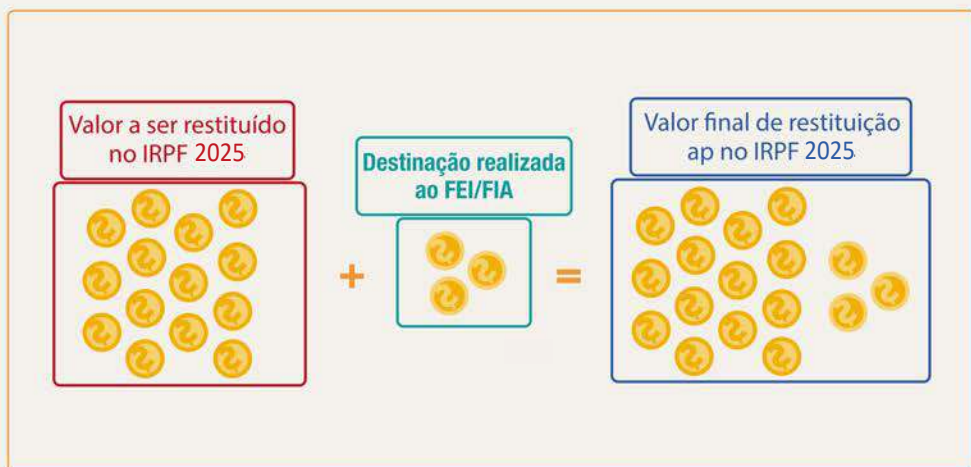 Valor a ser restituído
no IRPF 2025
+
Destinação realizada
ao FEI/FIA
=
Valor final de restituição
ap no IRPF 2025